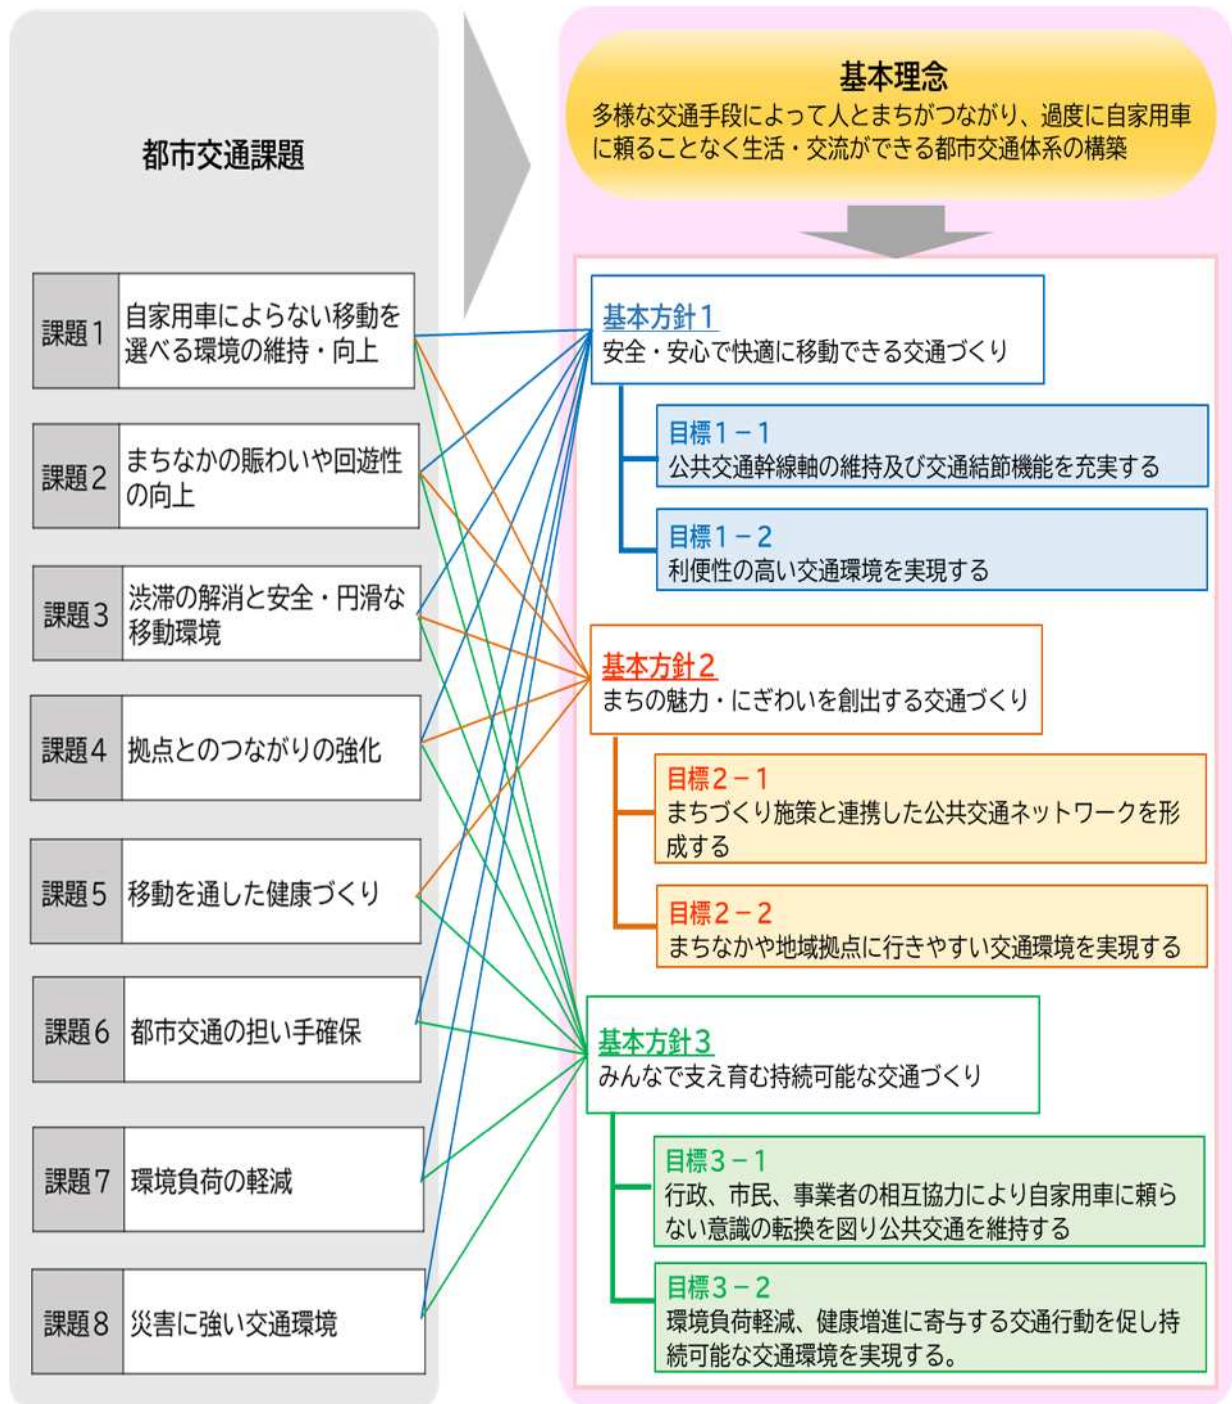 都市交通課題
課題１
自家用車によらない移動を
選べる環境の維持・向上
課題２
まちなかの賑わいや回遊性
の向上
課題３
渋滞の解消と安全・円滑な
移動環境
課題４
拠点とのつながりの強化
課題５
移動を通した健康づくり
課題６
都市交通の担い手確保
課題７
環境負荷の軽減
課題８
災害に強い交通環境
基本理念
多様な交通手段によって人とまちがつながり、過度に自家用車
に頼ることなく生活・交流ができる都市交通体系の構築
基本方針１
安全・安心で快適に移動できる交通づくり
目標１－１
公共交通幹線軸の維持及び交通結節機能を充実する
目標１－２
利便性の高い交通環境を実現する
基本方針２
まちの魅力・にぎわいを創出する交通づくり
目標２－１
まちづくり施策と連携した公共交通ネットワークを形
成する
目標２－２
まちなかや地域拠点に行きやすい交通環境を実現する
基本方針３
みんなで支え育む持続可能な交通づくり
目標３－１
行政、市民、事業者の相互協力により自家用車に頼ら
ない意識の転換を図り公共交通を維持する
目標３－２
環境負荷軽減、健康増進に寄与する交通行動を促し持
続可能な交通環境を実現する。